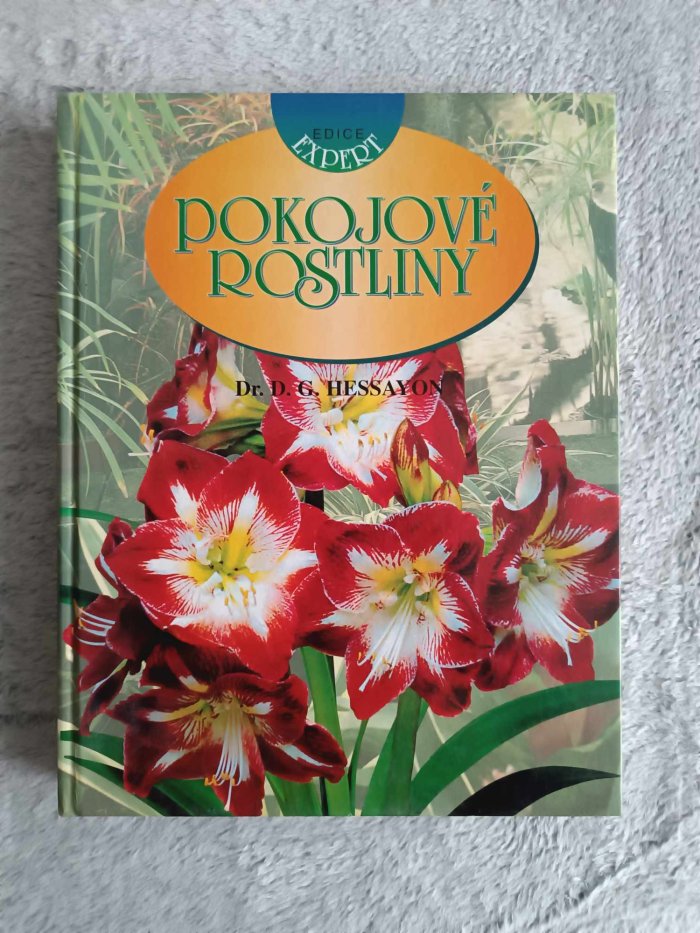 EDICE
EXPERT
POKOJOVÉ
ROSTLINY
Dr. D. G. HESSAYON